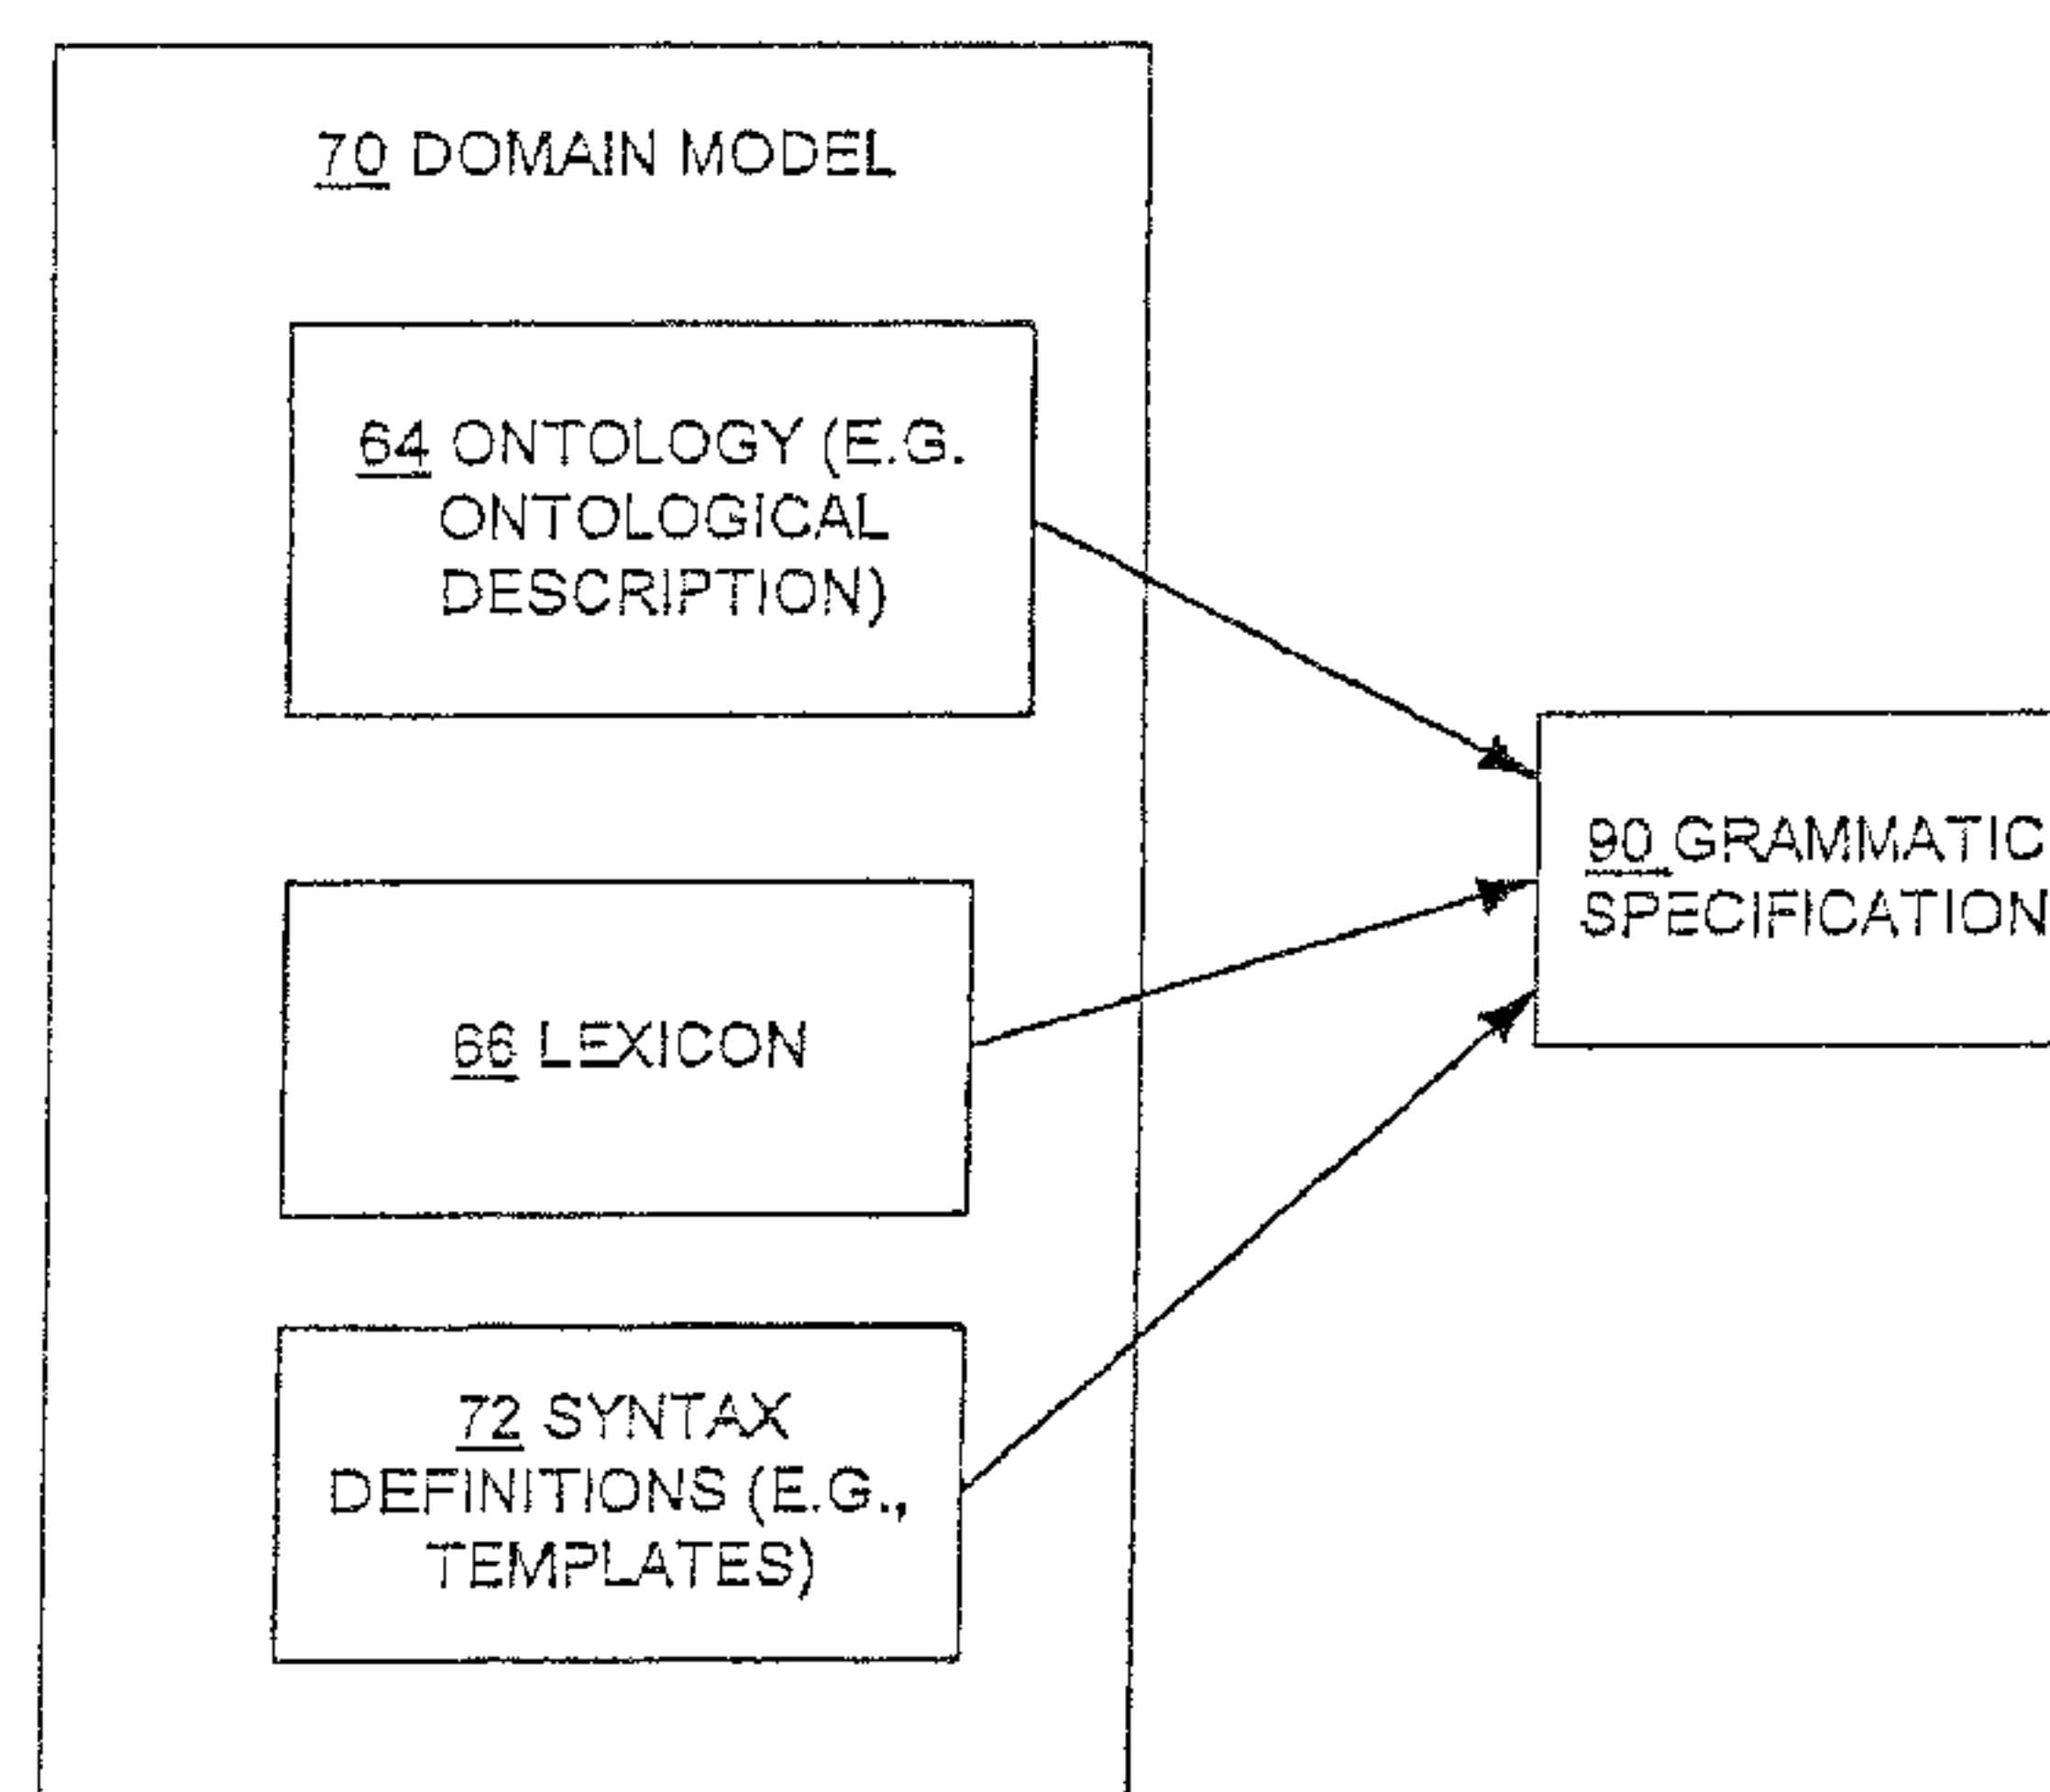 70 DOMAIN MODEL
64 ONTOLOGY (E.G.
ONTOLOGICAL
DESCRIPTION)
90 GRAMMATIC
SPECIFICATION
66 LEXICON
72 SYNTAX
DEFINITIONS (E.G.,
TEMPLATES)